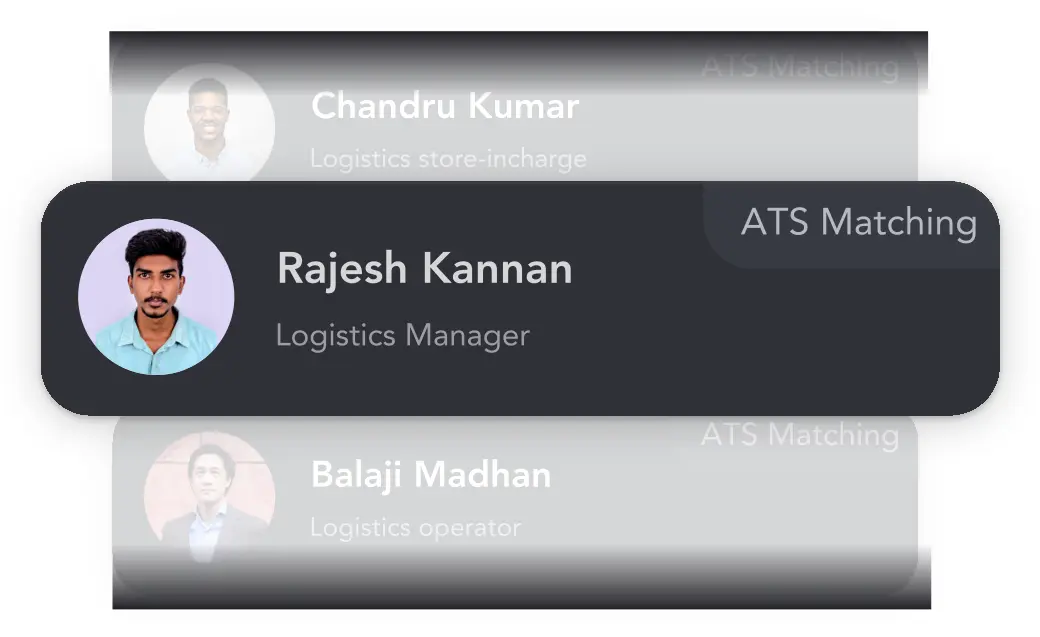 ATS Matching
Chandru Kumar
Logistics store-incharge
ATS Matching
Rajesh Kannan
Logistics Manager
ATS Matching
Balaji Madhan
Logistics operator